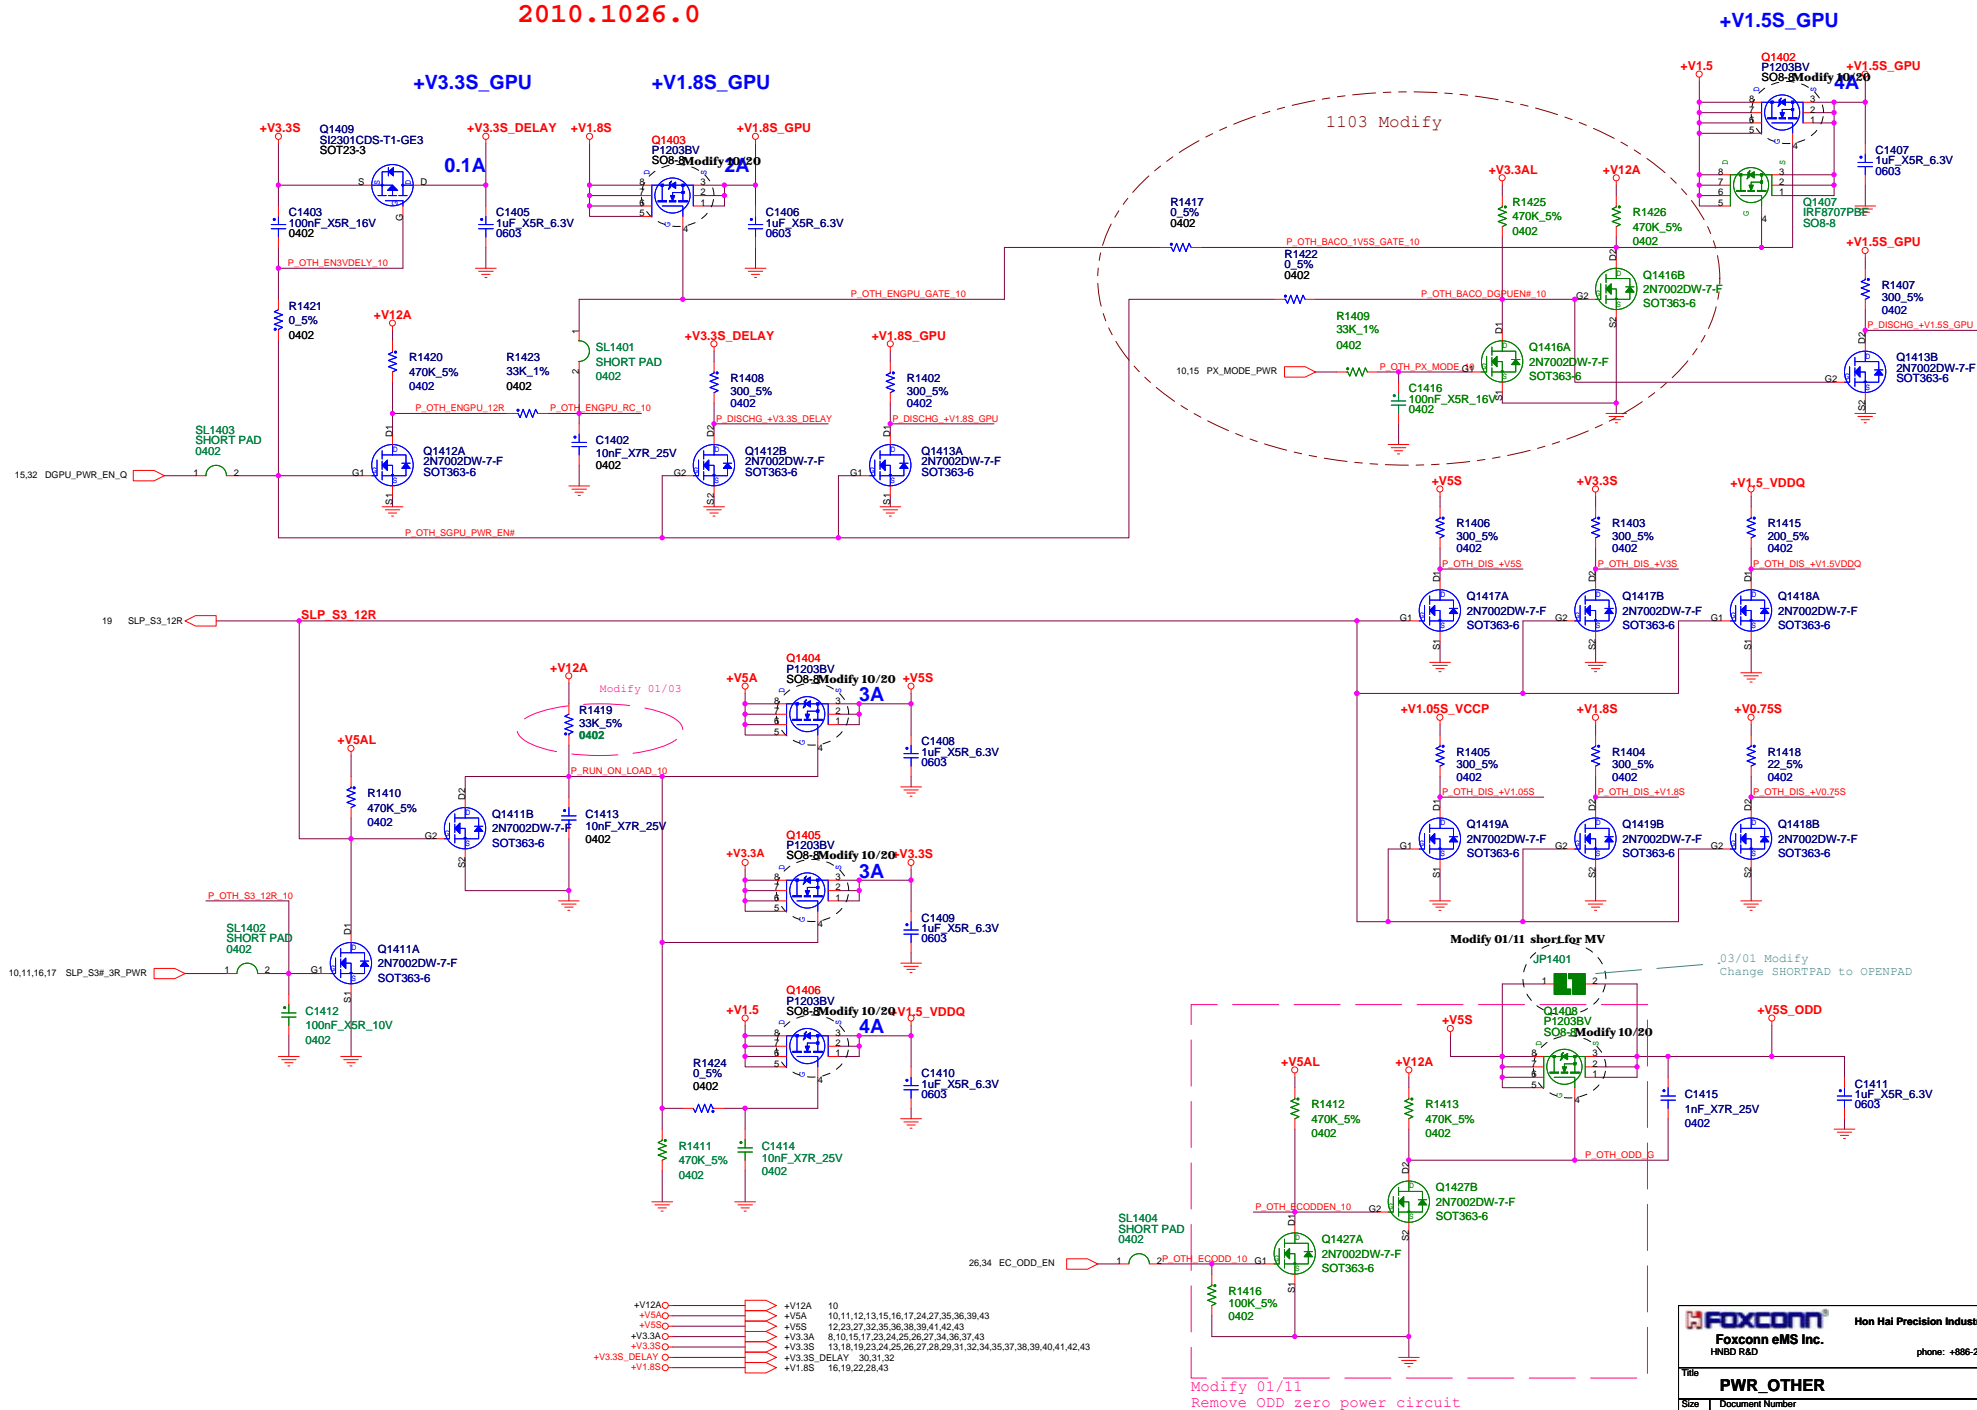 2010.1026.0
+V1.5S_GPU
+V3.3S_GPU
+V1.8S_GPU
+V3.3S
Q1409
SI2301CDS-T1-GE3
SOT23-3
+V3.3S_DELAY
0.1A
S
D
G
C1403
100nF_X5R_16V
0402
C1405
1uF_X5R_6.3V
0603
P_OTH_EN3VDELY_10
R1421
0_5%
0402
+V1.8S
Q1403
P1203BV
SO8-8
Modify 10/20
2A
+V1.8S_GPU
C1406
1uF_X5R_6.3V
0603
P_OTH_ENGPU_GATE_10
+V12A
R1420
470K_5%
0402
R1423
33K_1%
0402
SL1401
SHORT PAD
0402
P_OTH_ENGPU_12R
P_OTH_ENGPU_RC_10
C1402
10nF_X7R_25V
0402
Q1412A
2N7002DW-7-F
SOT363-6
SL1403
SHORT PAD
0402
15,32 DGPU_PWR_EN_Q
+V3.3S_DELAY
R1408
300_5%
0402
P_DISCHG_+V3.3S_DELAY
Q1412B
2N7002DW-7-F
SOT363-6
+V1.8S_GPU
R1402
300_5%
0402
P_DISCHG_+V1.8S_GPU
Q1413A
2N7002DW-7-F
SOT363-6
P_OTH_SGPU_PWR_EN#
1103 Modify
R1417
0_5%
0402
R1422
0_5%
0402
P_OTH_BACO_1V5S_GATE_10
+V3.3AL
R1425
470K_5%
0402
+V12A
R1426
470K_5%
0402
P_OTH_BACO_DGPUEN#_10
Q1416B
2N7002DW-7-F
SOT363-6
R1409
33K_1%
0402
10,15 PX_MODE_PWR
P_OTH_PX_MODE_10
C1416
100nF_X5R_16V
0402
Q1416A
2N7002DW-7-F
SOT363-6
+V1.5
Q1402
P1203BV
SO8-8
Modify 10/20
+V1.5S_GPU
4A
C1407
1uF_X5R_6.3V
0603
Q1407
IRF8707PBF
SO8-8
+V1.5S_GPU
R1407
300_5%
0402
P_DISCHG_+V1.5S_GPU
Q1413B
2N7002DW-7-F
SOT363-6
+V5S
R1406
300_5%
0402
P_OTH_DIS_+V5S
Q1417A
2N7002DW-7-F
SOT363-6
+V3.3S
R1403
300_5%
0402
P_OTH_DIS_+V3S
Q1417B
2N7002DW-7-F
SOT363-6
+V1.5_VDDQ
R1415
200_5%
0402
P_OTH_DIS_+V1.5VDDQ
Q1418A
2N7002DW-7-F
SOT363-6
+V1.05S_VCCP
R1405
300_5%
0402
P_OTH_DIS_+V1.05S
Q1419A
2N7002DW-7-F
SOT363-6
+V1.8S
R1404
300_5%
0402
P_OTH_DIS_+V1.8S
Q1419B
2N7002DW-7-F
SOT363-6
+V0.75S
R1418
22_5%
0402
P_OTH_DIS_+V0.75S
Q1418B
2N7002DW-7-F
SOT363-6
19 SLP_S3_12R
SLP_S3_12R
+V12A
Modify 01/03
R1419
33K_5%
0402
+V5AL
R1410
470K_5%
0402
P_RUN_ON_LOAD_10
Q1411B
2N7002DW-7-F
SOT363-6
C1413
10nF_X7R_25V
0402
P_OTH_S3_12R_10
SL1402
SHORT PAD
0402
10,11,16,17 SLP_S3#_3R_PWR
Q1411A
2N7002DW-7-F
SOT363-6
C1412
100nF_X5R_10V
0402
+V5A
Q1404
P1203BV
SO8-8
Modify 10/20
3A
+V5S
C1408
1uF_X5R_6.3V
0603
+V3.3A
Q1405
P1203BV
SO8-8
Modify 10/20
3A
+V3.3S
C1409
1uF_X5R_6.3V
0603
+V1.5
Q1406
P1203BV
SO8-8
Modify 10/20
4A
+V1.5_VDDQ
C1410
1uF_X5R_6.3V
0603
R1424
0_5%
0402
R1411
470K_5%
0402
C1414
10nF_X7R_25V
0402
Modify 01/11 short for MV
JP1401
03/01 Modify
Change SHORTPAD to OPENPAD
+V5S
Q1408
P1203BV
SO8-8
Modify 10/20
+V5S_ODD
+V5AL
R1412
470K_5%
0402
+V12A
R1413
470K_5%
0402
C1415
1nF_X7R_25V
0402
C1411
1uF_X5R_6.3V
0603
P_OTH_ODD_G
P_OTH_ECODDEN_10
Q1427B
2N7002DW-7-F
SOT363-6
SL1404
SHORT PAD
0402
26,34 EC_ODD_EN
P_OTH_ECODD_10
Q1427A
2N7002DW-7-F
SOT363-6
R1416
100K_5%
0402
Modify 01/11
Remove ODD zero power circuit
+V12A +V12A 10
+V5A +V5A 10,11,12,13,15,16,17,24,27,35,36,39,43
+V5S +V5S 12,23,27,32,35,36,38,39,41,42,43
+V3.3A +V3.3A 8,10,15,17,23,24,25,26,27,34,36,37,43
+V3.3S +V3.3S 13,18,19,23,24,25,26,27,28,29,31,32,34,35,37,38,39,40,41,42,43
+V3.3S_DELAY +V3.3S_DELAY 30,31,32
+V1.8S +V1.8S 16,19,22,28,43
FOXCONN
Hon Hai Precision Industr
Foxconn eMS Inc.
HNBD R&D
phone: +886-2
Title
PWR_OTHER
Size Document Number